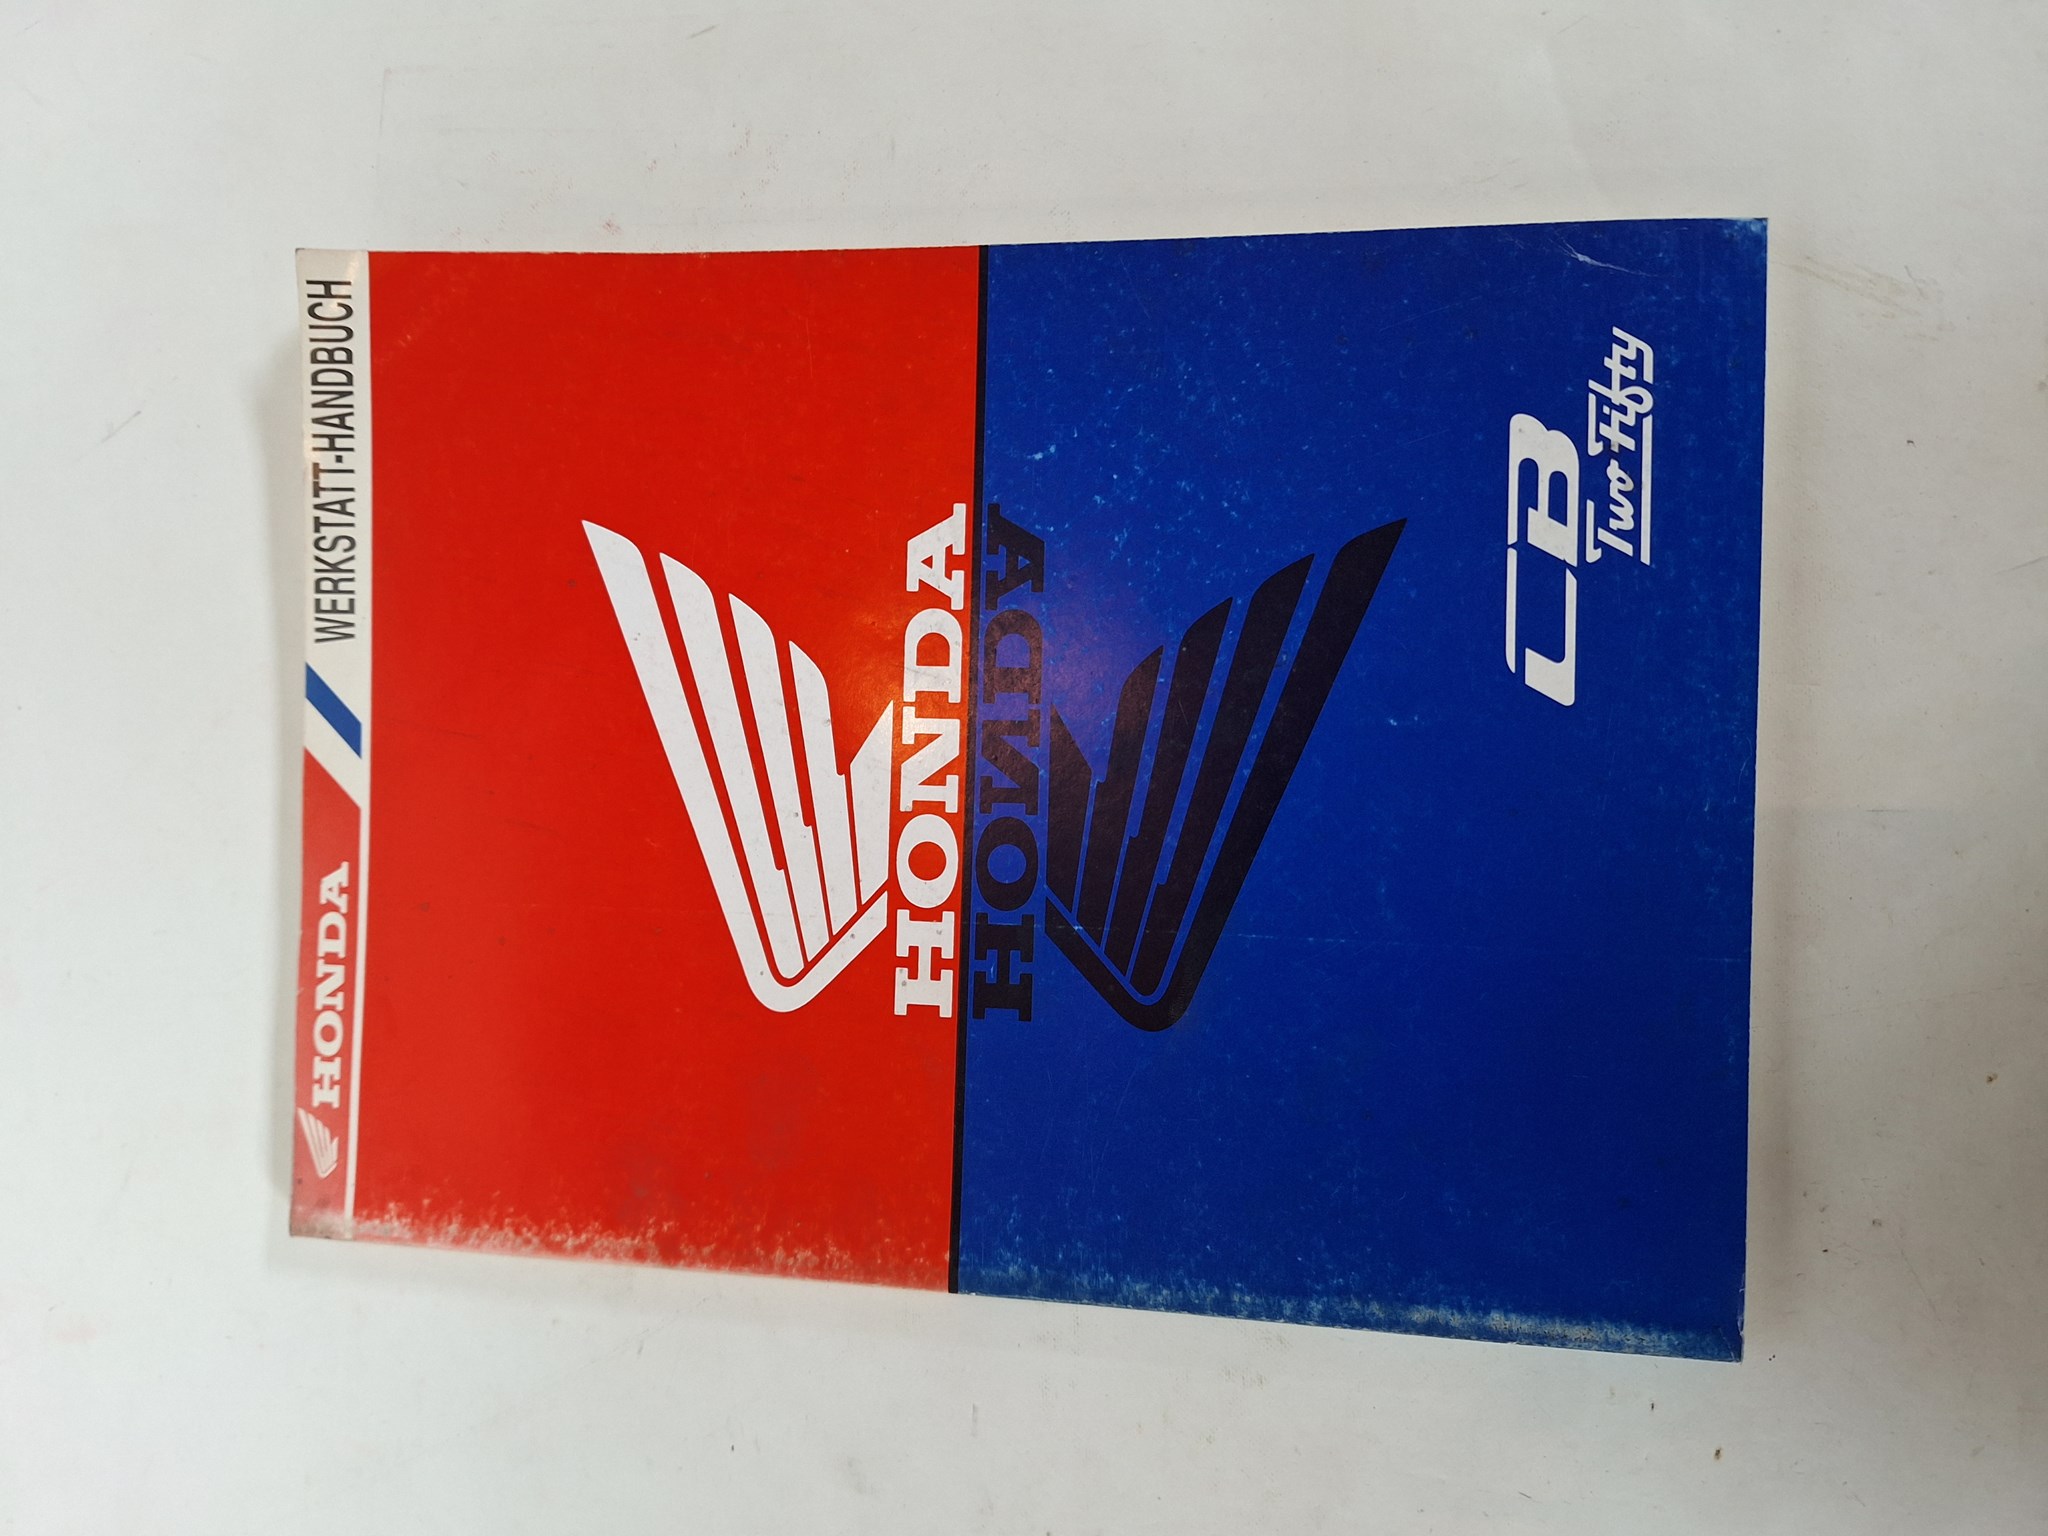 HONDA
WERKSTATT-HANDBUCH
HONDA
HONDA
CB
Two Fifty